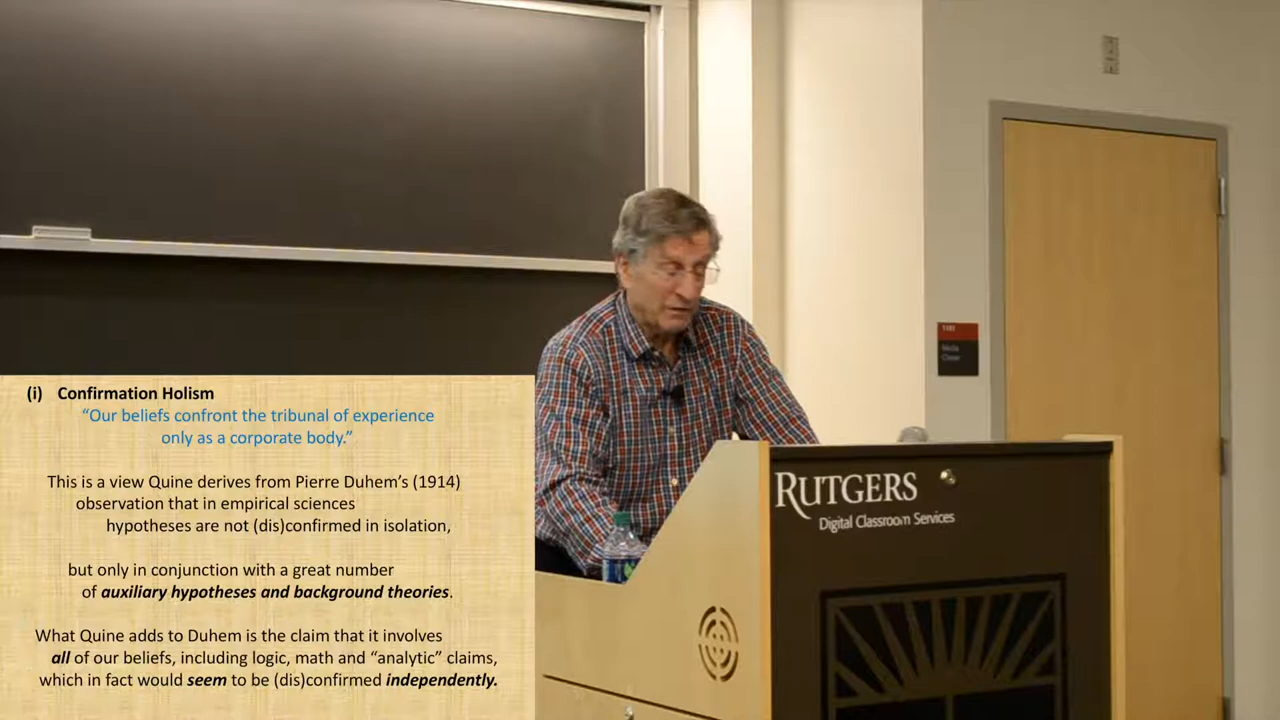 (i) Confirmation Holism
“Our beliefs confront the tribunal of experience
only as a corporate body.”
This is a view Quine derives from Pierre Duhem’s (1914)
observation that in empirical sciences
hypotheses are not (dis)confirmed in isolation,
but only in conjunction with a great number
of auxiliary hypotheses and background theories.
What Quine adds to Duhem is the claim that it involves
all of our beliefs, including logic, math and “analytic” claims,
which in fact would seem to be (dis)confirmed independently.
RUTGERS
Digital Classroom Services
Media